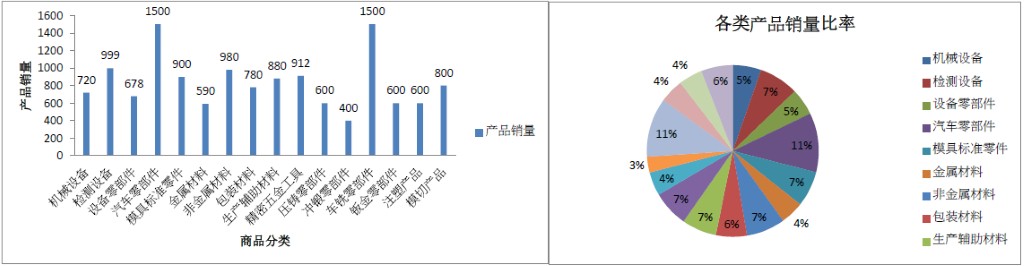 1600
1400
1200
1000
800
600
400
200
0
产品销量
720
999
678
1500
900
590
980
780
880
912
600
400
1500
600
600
800
机械设备
检测设备
设备零部件
汽车零部件
模具标准零件
金属材料
非金属材料
包装材料
生产辅助材料
精密五金工具
压铸零部件
冲锻零部件
车铣零部件
钣金零部件
注塑产品
模切产品
商品分类
产品销量
各类产品销量比率
5%
7%
5%
11%
7%
4%
7%
6%
7%
7%
4%
3%
11%
4%
4%
6%
机械设备
检测设备
设备零部件
汽车零部件
模具标准零件
金属材料
非金属材料
包装材料
生产辅助材料